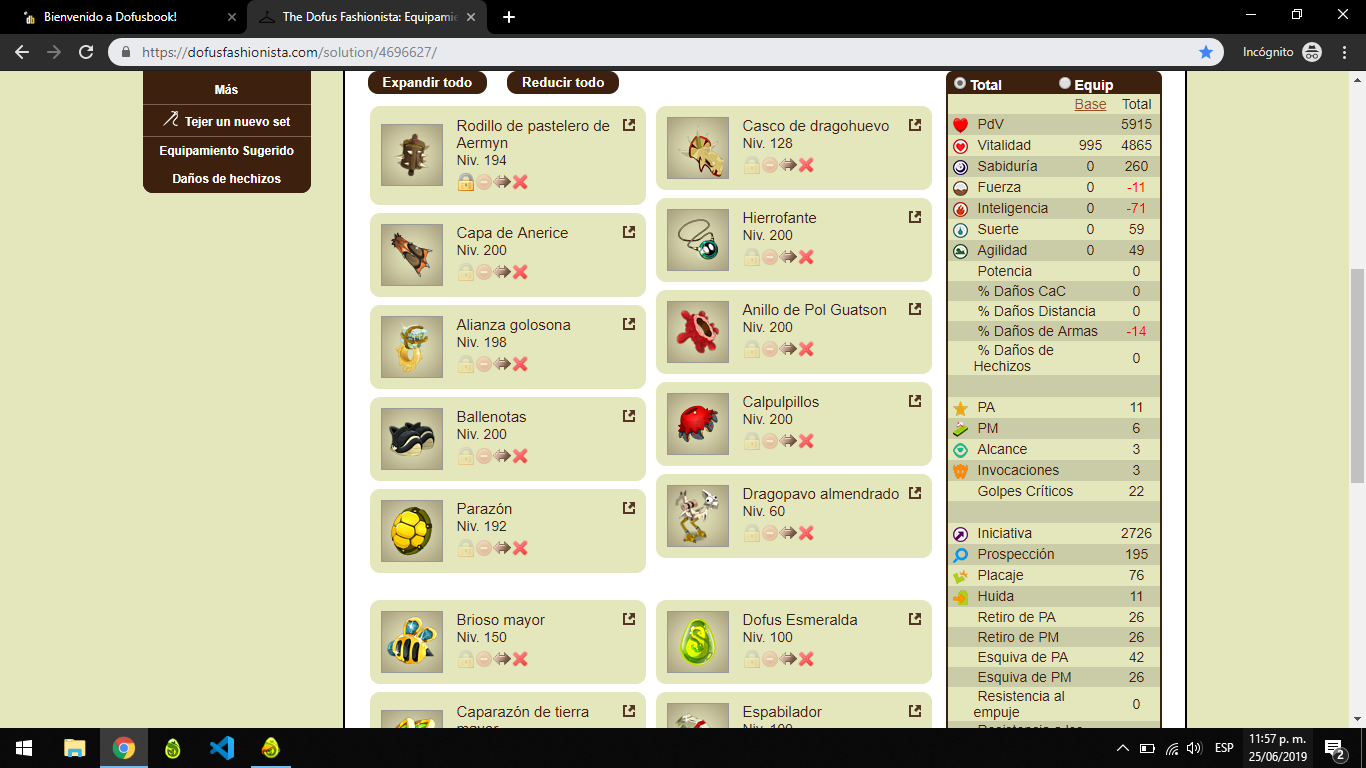 Bienvenido a Dofusbook!
The Dofus Fashionista: Equipamie
https://dofusfashionista.com/solution/4696627/
Incógnito
Más
Tejer un nuevo set
Equipamiento Sugerido
Daños de hechizos
Expandir todo
Reducir todo
Rodillo de pastelero de
Aermyn
Niv. 194
Casco de dragohuevo
Niv. 128
Capa de Anerice
Niv. 200
Hierrofante
Niv. 200
Alianza golosona
Niv. 198
Anillo de Pol Guatson
Niv. 200
Ballenotas
Niv. 200
Calpulpillos
Niv. 200
Parazón
Niv. 192
Dragopavo almendrado
Niv. 60
Brioso mayor
Niv. 150
Dofus Esmeralda
Niv. 100
Caparazón de tierra
mayor
Espabilador
Niv. 100
Total Equip
Base Total
PdV 5915
Vitalidad 995 4865
Sabiduría 0 260
Fuerza 0 -11
Inteligencia 0 -71
Suerte 0 59
Agilidad 0 49
Potencia 0
% Daños CaC 0
% Daños Distancia 0
% Daños de Armas -14
% Daños de
Hechizos 0
PA 11
PM 6
Alcance 3
Invocaciones 3
Golpes Críticos 22
Iniciativa 2726
Prospección 195
Placaje 76
Huida 11
Retiro de PA 26
Retiro de PM 26
Esquiva de PA 42
Esquiva de PM 26
Resistencia al
empuje 0
Resistencia a los
ESP
11:57 p. m.
25/06/2019
2